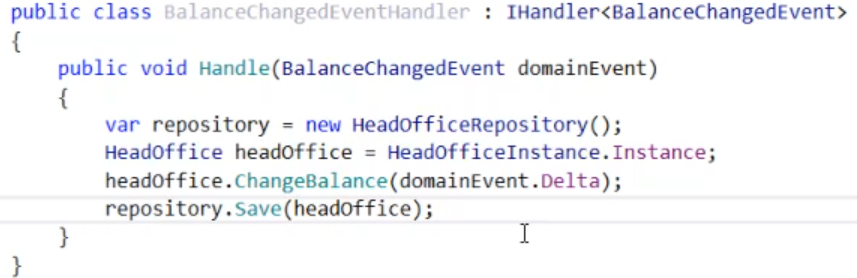 public class BalanceChangedEventHandler : IHandler<BalanceChangedEvent>
{
    public void Handle(BalanceChangedEvent domainEvent)
    {
        var repository = new HeadOfficeRepository();
        HeadOffice headOffice = HeadOfficeInstance.Instance;
        headOffice.ChangeBalance(domainEvent.Delta);
        repository.Save(headOffice);
    }
}